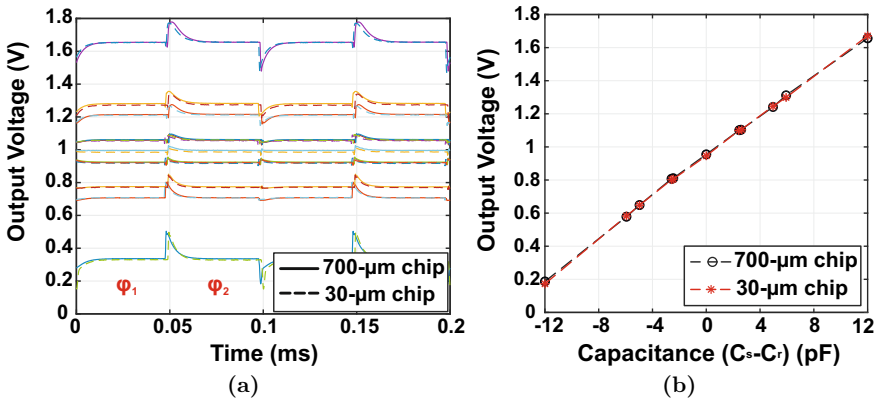 (a)
1.8
1.6
1.4
1.2
1
0.8
0.6
0.4
0.2
0
Output Voltage (V)
φ₁
φ₂
700-μm chip
30-μm chip
0
0.05
0.1
0.15
0.2
Time (ms)
(a)
(b)
1.8
1.6
1.4
1.2
1
0.8
0.6
0.4
0.2
0
Output Voltage (V)
700-μm chip
30-μm chip
-12
-8
-4
0
4
8
12
Capacitance (Cs-Cr) (pF)
(b)